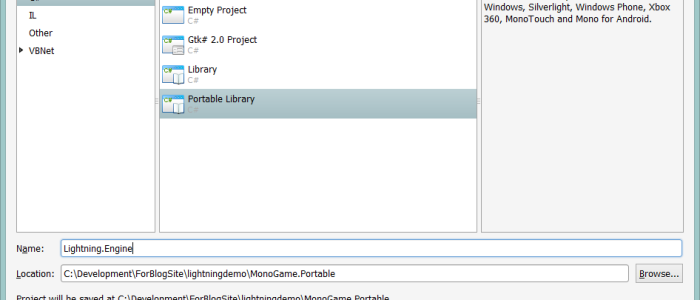 Empty Project
C#
IL
Windows, Silverlight, Windows Phone, Xbox
360, MonoTouch and Mono for Android.
Other
Gtk# 2.0 Project
C#
VBNet
Library
C#
Portable Library
C#
Name:
Lightning.Engine
Location:
C:\Development\ForBlogSite\lightningdemo\MonoGame.Portable
Browse...
Project will be saved at C:\Development\ForBlogSite\lightningdemo\MonoGame.Portable